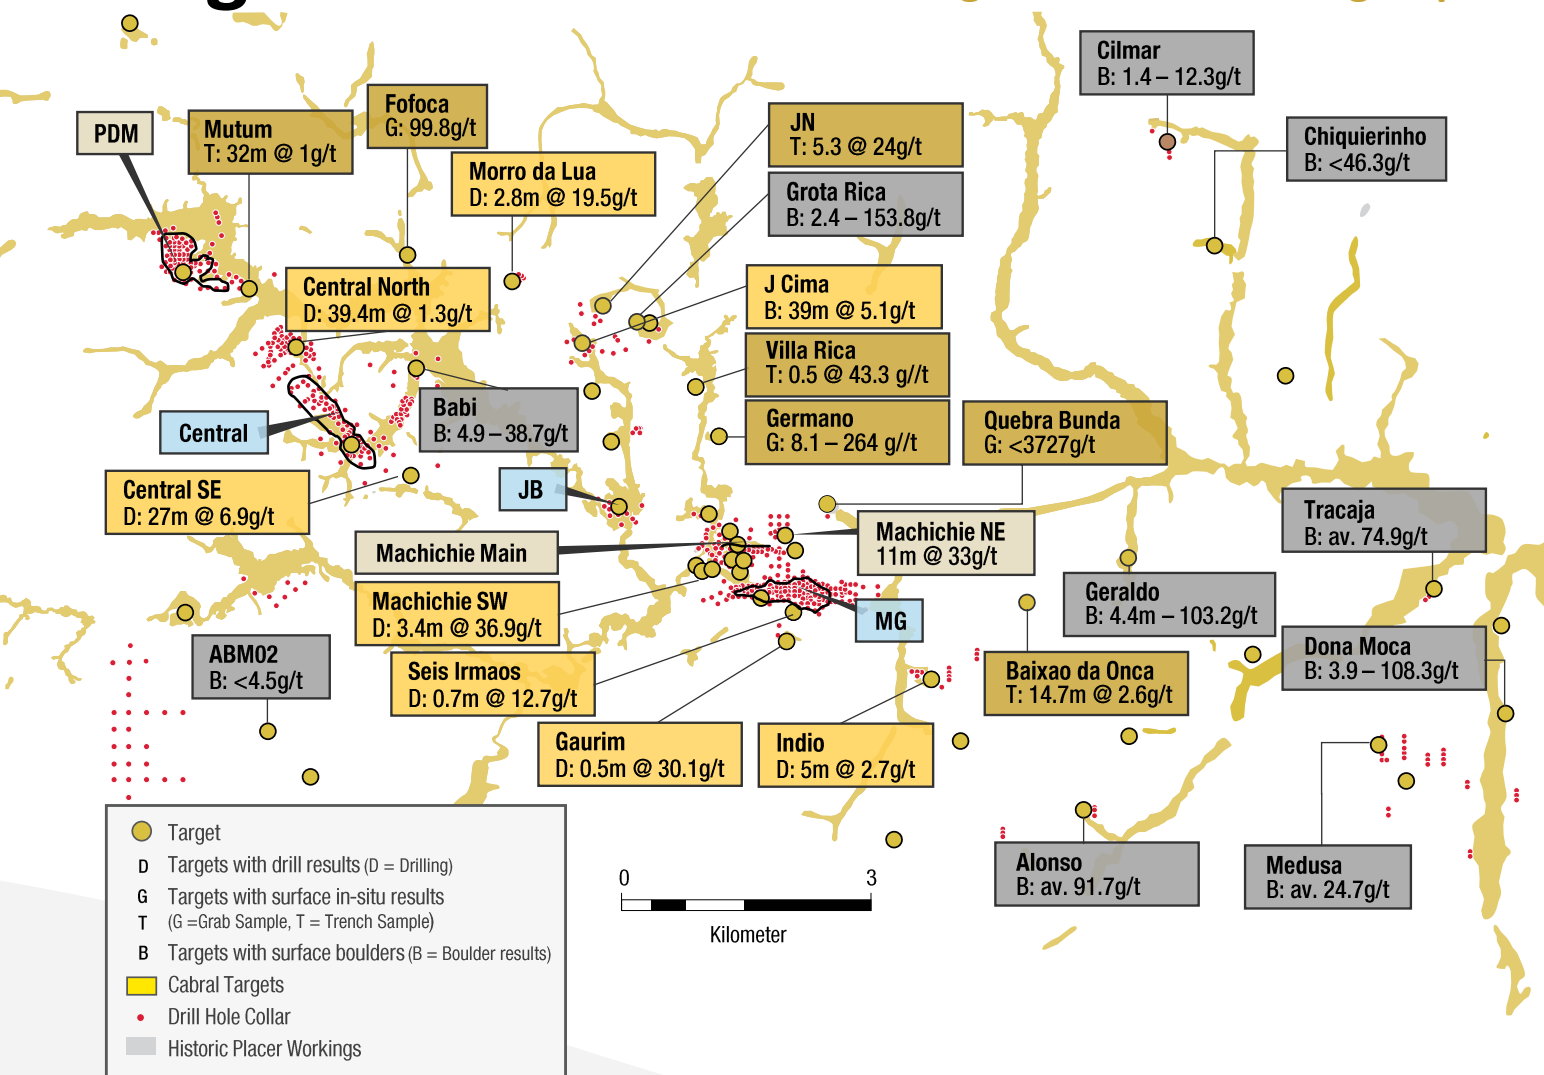 Cilmar
B: 1.4 – 12.3g/t
Fofoca
G: 99.8g/t
PDM
Mutum
T: 32m @ 1g/t
JN
T: 5.3 @ 24g/t
Chiquierinho
B: <46.3g/t
Morro da Lua
D: 2.8m @ 19.5g/t
Grota Rica
B: 2.4 – 153.8g/t
Central North
D: 39.4m @ 1.3g/t
J Cima
B: 39m @ 5.1g/t
Villa Rica
T: 0.5 @ 43.3 g//t
Babi
B: 4.9 – 38.7g/t
Germano
G: 8.1 – 264 g//t
Quebra Bunda
G: <3727g/t
Central
Central SE
D: 27m @ 6.9g/t
JB
Tracaja
B: av. 74.9g/t
Machichie Main
Machichie NE
11m @ 33g/t
Machichie SW
D: 3.4m @ 36.9g/t
MG
Geraldo
B: 4.4m – 103.2g/t
ABM02
B: <4.5g/t
Seis Irmaos
D: 0.7m @ 12.7g/t
Baixao da Onca
T: 14.7m @ 2.6g/t
Dona Moca
B: 3.9 – 108.3g/t
Gaurim
D: 0.5m @ 30.1g/t
Indio
D: 5m @ 2.7g/t
Alonso
B: av. 91.7g/t
Medusa
B: av. 24.7g/t
0 3
Kilometer
Target
D Targets with drill results (D = Drilling)
G Targets with surface in-situ results
T (G =Grab Sample, T = Trench Sample)
B Targets with surface boulders (B = Boulder results)
Cabral Targets
Drill Hole Collar
Historic Placer Workings